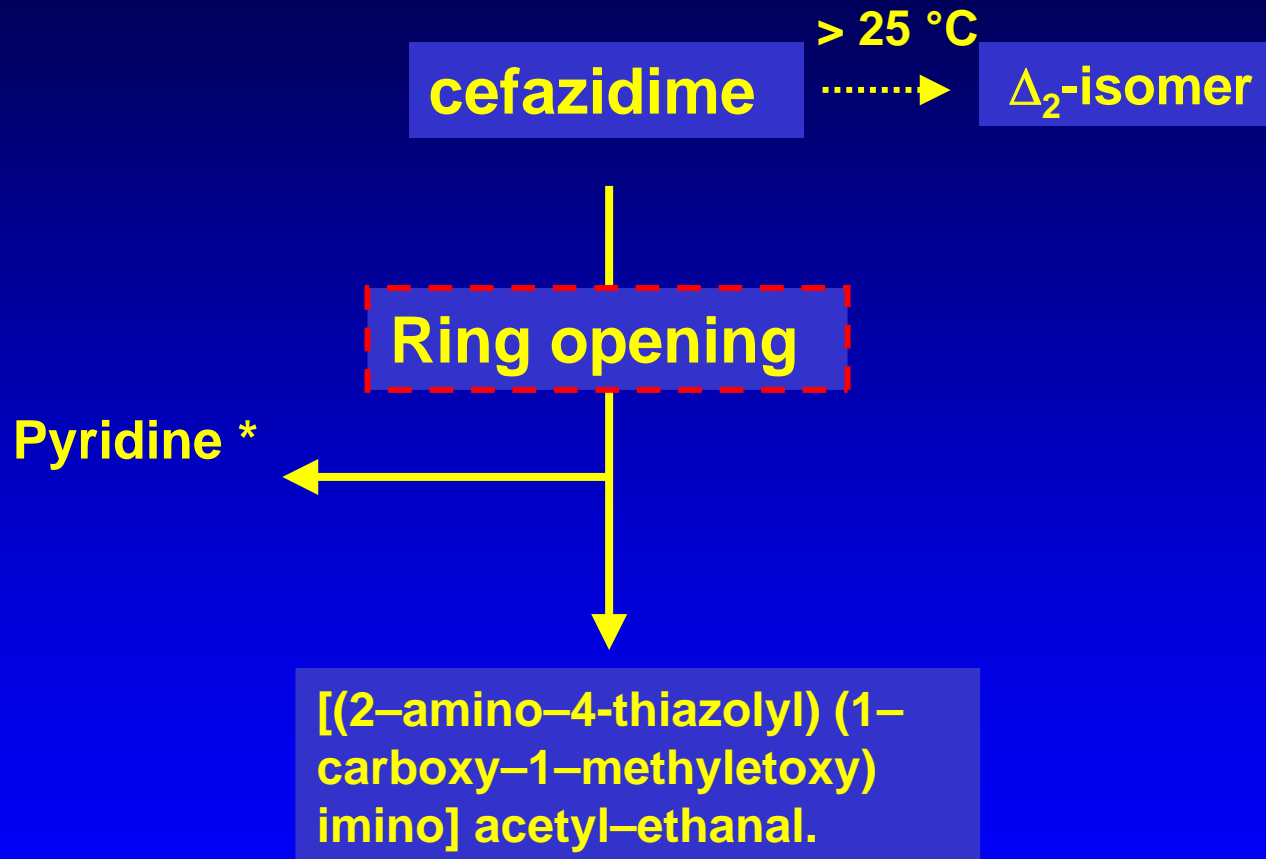 > 25 °C
cefazidime
Δ2-isomer
Ring opening
Pyridine *
[(2–amino–4-thiazolyl) (1–
carboxy–1–methyletoxy)
imino] acetyl–ethanal.